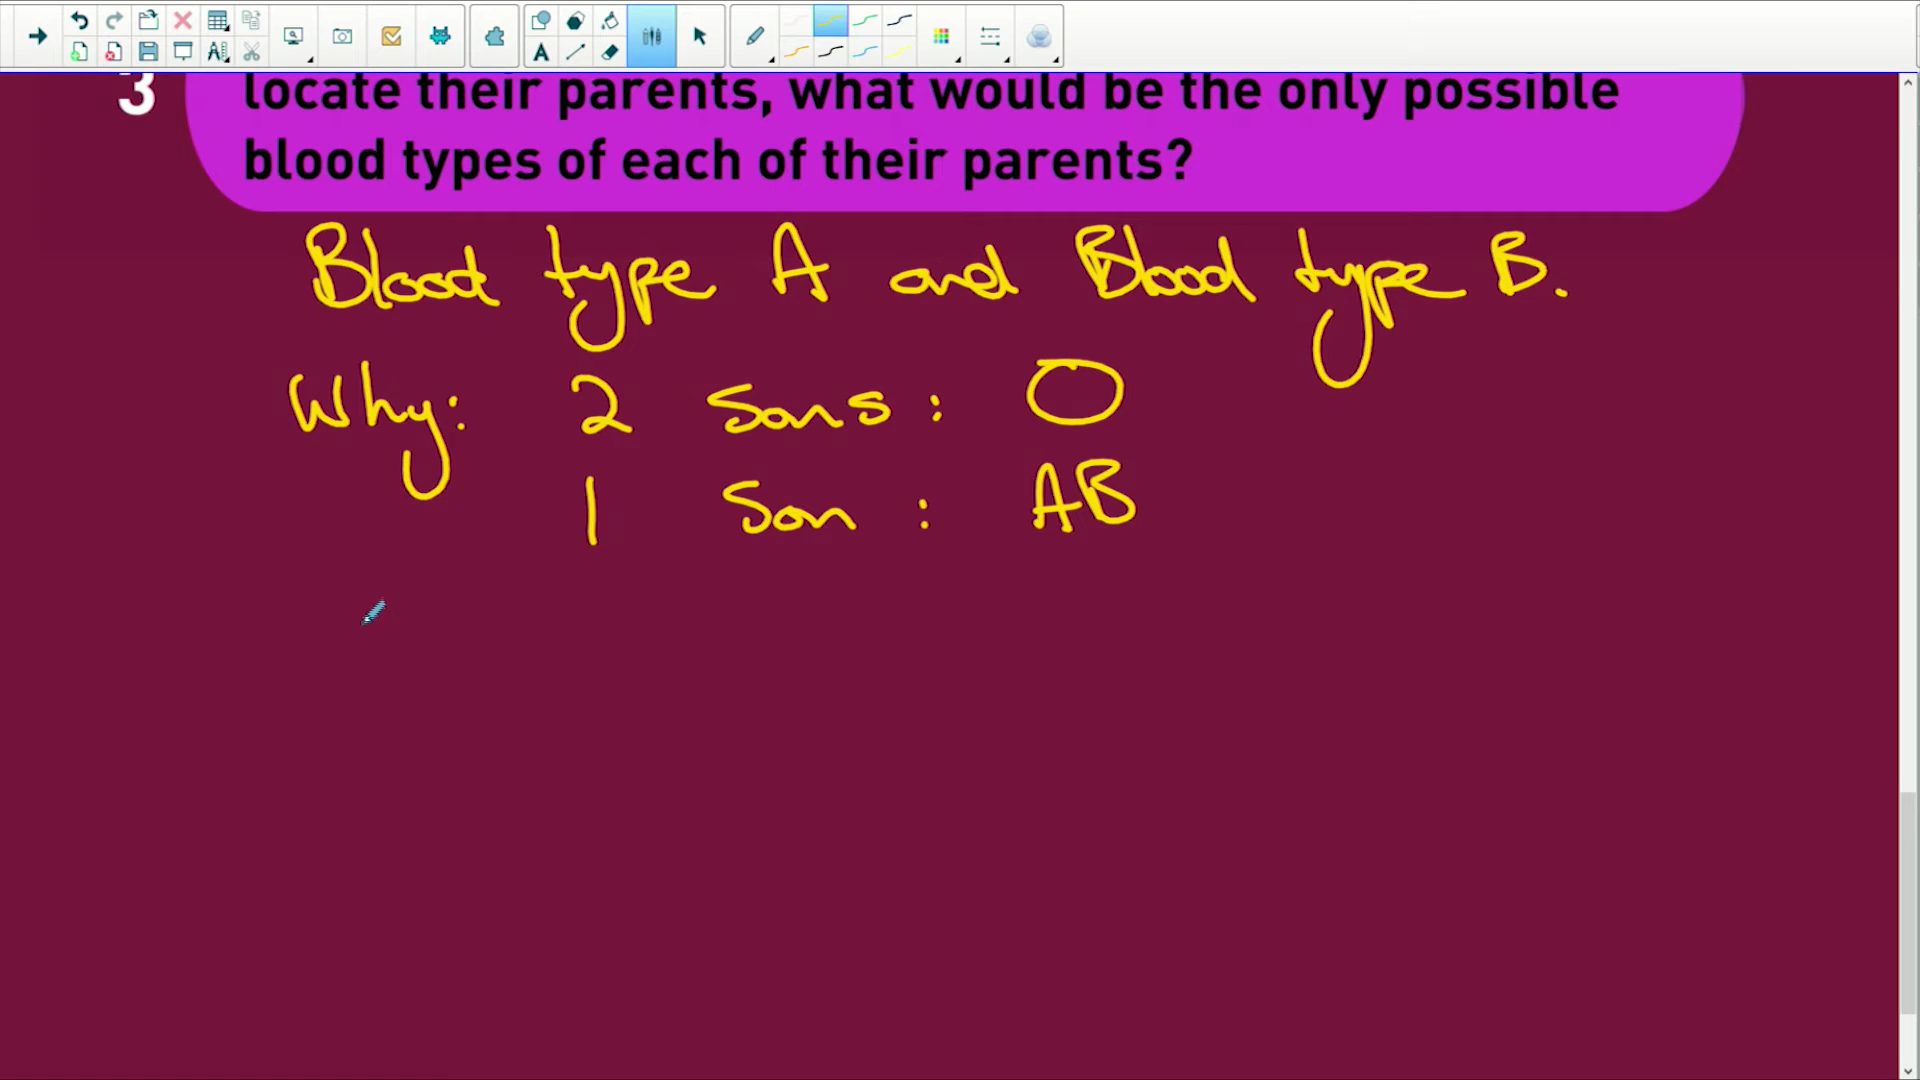 3
locate their parents, what would be the only possible
blood types of each of their parents?
Blood type A and Blood type B.
Why: 2 Sons: O
1 Son: AB